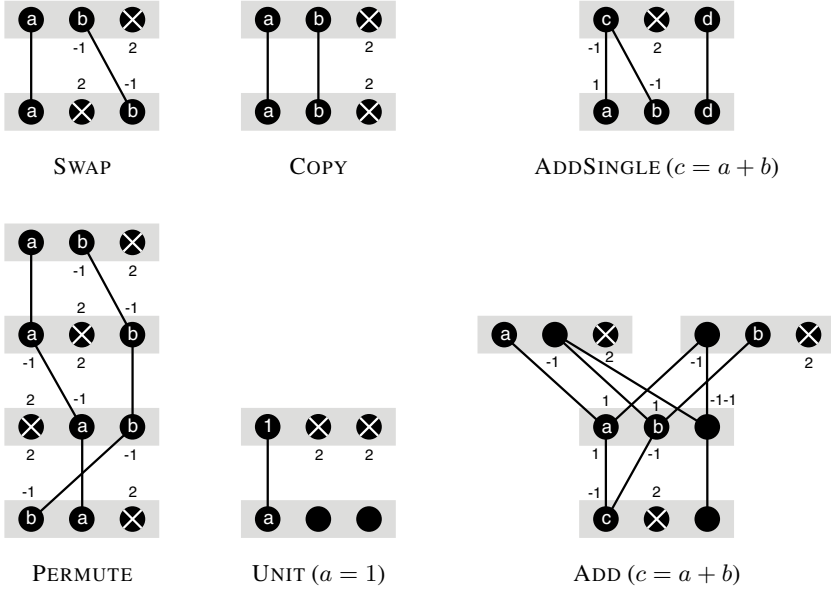 a b a b c d
-1 2 2 -1 2
2 -1 2 1 -1
a b a b a b d
SWAP COPY ADDSINGLE (c = a + b)
a b
-1 2
2 -1
a b a b
-1 2 -1 2 -1 2
2 -1 1 1 -1-1
a b 1 a b
2 -1 2 2 1 -1
-1 2 -1 2
b a a c
PERMUTE UNIT (a = 1) ADD (c = a + b)